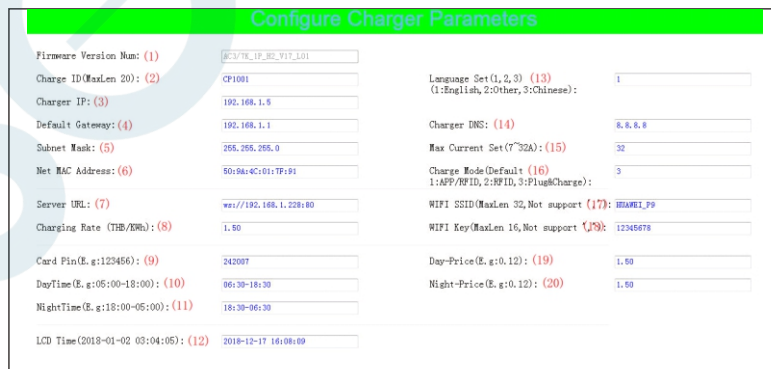 Configure Charger Parameters
Firmware Version Num: (1) AC3/7K_1P_H2_V17_L01
Charge ID(MaxLen 20): (2) CP1081 Language Set(1,2,3) (13) 1
(1:English,2:Other,3:Chinese):
Charger IP: (3) 192.168.1.5
Default Gateway: (4) 192.168.1.1 Charger DNS: (14) 8.8.8.8
Subnet Mask: (5) 255.255.255.0 Max Current Set(7~32A): (15) 32
Net MAC Address: (6) 50:9A:4C:01:7F:91 Charge Mode(Default (16) 3
1:APP/RFID,2:RFID,3:Plug&Charge):
Server URL: (7) ws://192.168.1.228:80 WIFI SSID(MaxLen 32,Not support (17): HUAWEI_P9
Charging Rate (THB/KWh): (8) 1.50 WIFI Key(MaxLen 16,Not support (18): 12345678
Card Pin(E.g:123456): (9) 242007 Day-Price(E.g:0.12): (19) 1.50
DayTime(E.g:05:00-18:00): (10) 06:30-18:30 Night-Price(E.g:0.12): (20) 1.50
NightTime(E.g:18:00-05:00): (11) 18:30-06:30
LCD Time(2018-01-02 03:04:05): (12) 2018-12-17 16:08:09